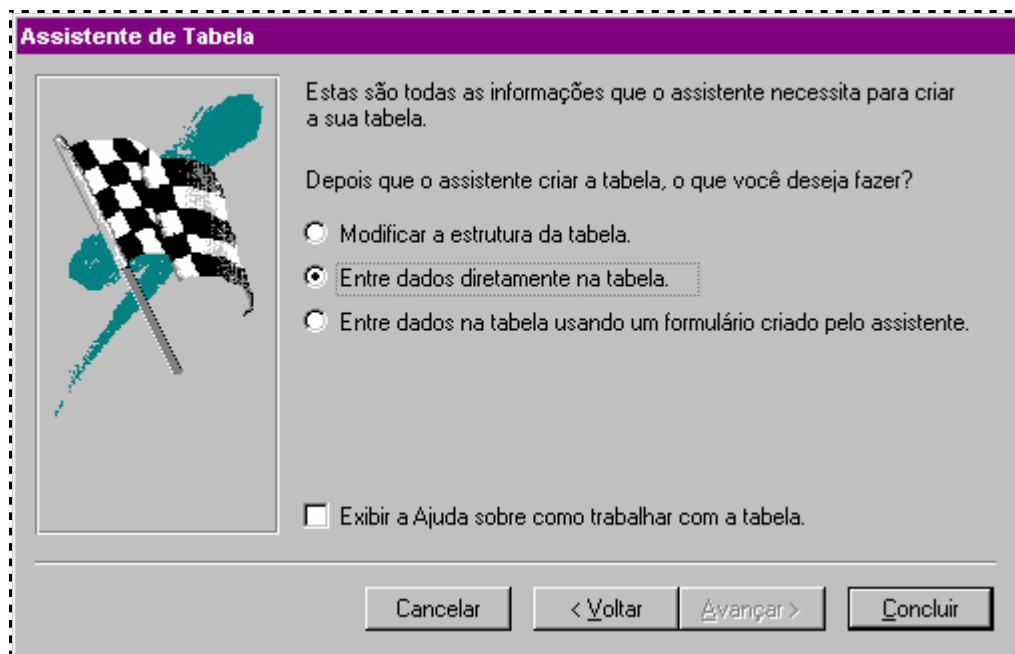 Assistente de Tabela
Estas são todas as informações que o assistente necessita para criar
a sua tabela.
Depois que o assistente criar a tabela, o que você deseja fazer?
Modificar a estrutura da tabela.
Entre dados diretamente na tabela.
Entre dados na tabela usando um formulário criado pelo assistente.
Exibir a Ajuda sobre como trabalhar com a tabela.
Cancelar < Voltar Avançar > Concluir